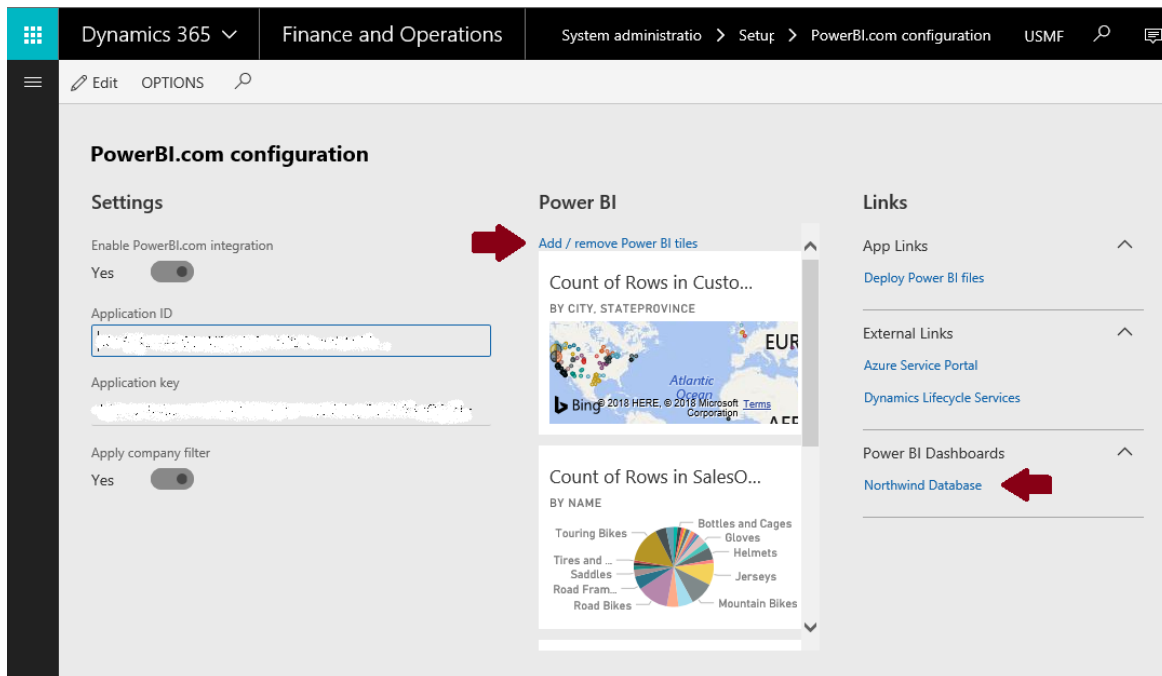 Dynamics 365
Finance and Operations
System administratio > Setup > PowerBI.com configuration
USMF
Edit
OPTIONS
PowerBI.com configuration
Settings
Enable PowerBI.com integration
Yes
Application ID
Application key
Apply company filter
Yes
Power BI
Add / remove Power BI tiles
Count of Rows in Custo...
BY CITY, STATEPROVINCE
EUR
Atlantic
Ocean
Bing
© 2018 HERE, © 2018 Microsoft Corporation
Terms
AFF
Count of Rows in SalesO...
BY NAME
Bottles and Cages
Touring Bikes
Gloves
Helmets
Tires and ...
Saddles
Jerseys
Road Fram...
Road Bikes
Mountain Bikes
Links
App Links
Deploy Power BI files
External Links
Azure Service Portal
Dynamics Lifecycle Services
Power BI Dashboards
Northwind Database